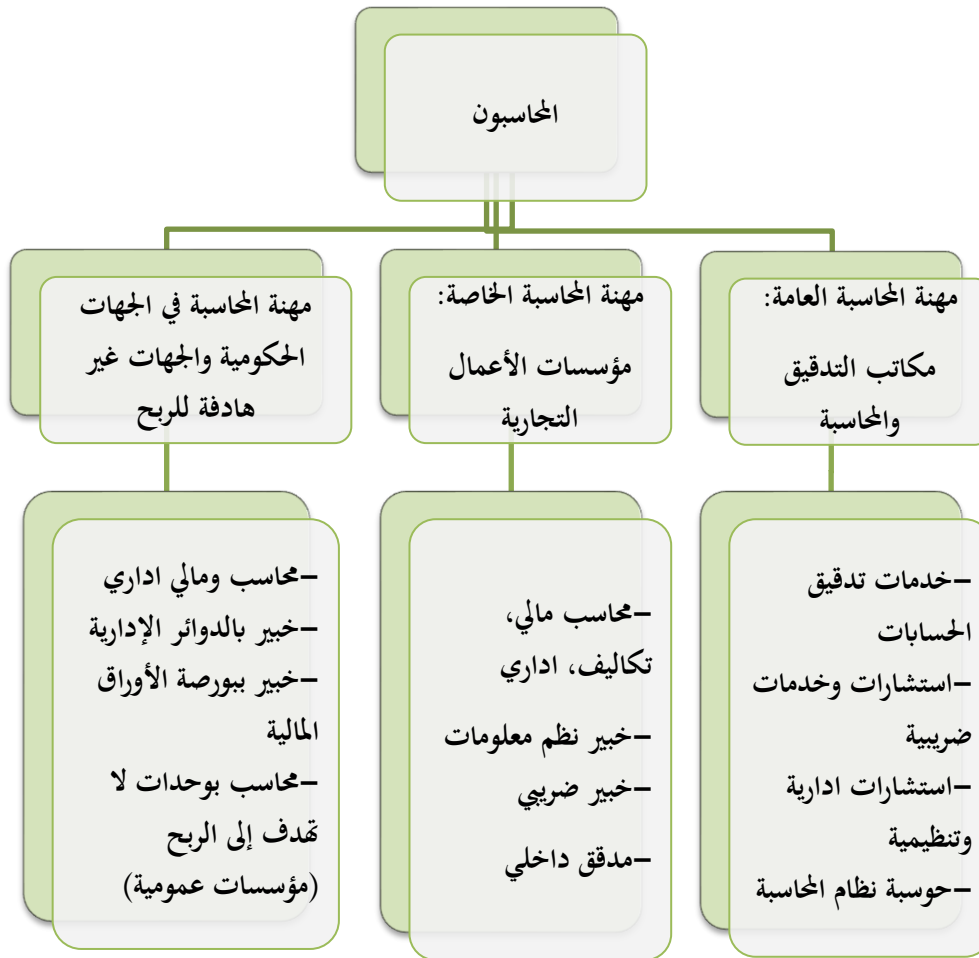 المحاسبون
مهنة المحاسبة العامة:
مكاتب التدقيق
والمحاسبة
مهنة المحاسبة الخاصة:
مؤسسات الأعمال
التجارية
مهنة المحاسبة في الجهات
الحكومية والجهات غير
هادفة للربح
–خدمات تدقيق
الحسابات
–استشارات وخدمات
ضريبية
–استشارات ادارية
وتنظيمية
–حوسبة نظام المحاسبة
–محاسب مالي،
تكاليف، اداري
–خبير نظم معلومات
–خبير ضريبي
–مدقق داخلي
–محاسب ومالي اداري
–خبير بالدوائر الإدارية
–خبير ببورصة الأوراق
المالية
–محاسب بوحدات لا
تهدف إلى الربح
(مؤسسات عمومية)